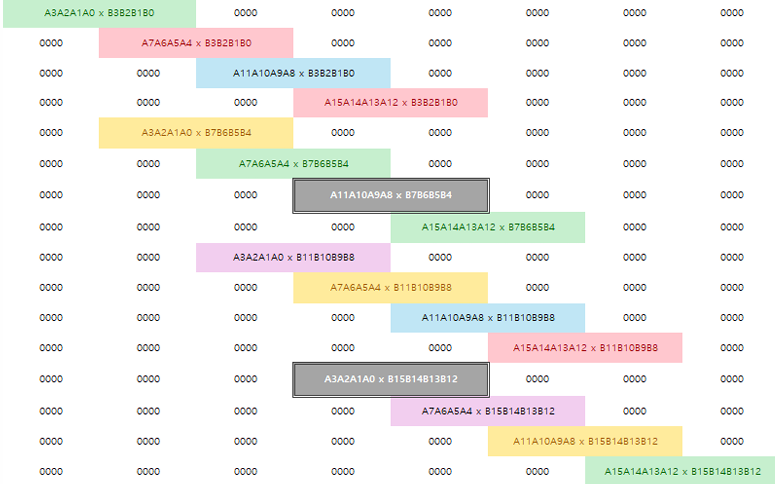 A3A2A1A0 x B3B2B1B0 0000 0000 0000 0000 0000 0000
0000 A7A6A5A4 x B3B2B1B0 0000 0000 0000 0000 0000
0000 0000 A11A10A9A8 x B3B2B1B0 0000 0000 0000 0000
0000 0000 0000 A15A14A13A12 x B3B2B1B0 0000 0000 0000
0000 A3A2A1A0 x B7B6B5B4 0000 0000 0000 0000 0000
0000 0000 A7A6A5A4 x B7B6B5B4 0000 0000 0000 0000
0000 0000 0000 A11A10A9A8 x B7B6B5B4 0000 0000 0000
0000 0000 0000 0000 A15A14A13A12 x B7B6B5B4 0000 0000
0000 0000 A3A2A1A0 x B11B10B9B8 0000 0000 0000 0000
0000 0000 0000 A7A6A5A4 x B11B10B9B8 0000 0000 0000
0000 0000 0000 0000 A11A10A9A8 x B11B10B9B8 0000 0000
0000 0000 0000 0000 0000 A15A14A13A12 x B11B10B9B8 0000
0000 0000 0000 A3A2A1A0 x B15B14B13B12 0000 0000 0000
0000 0000 0000 0000 A7A6A5A4 x B15B14B13B12 0000 0000
0000 0000 0000 0000 0000 A11A10A9A8 x B15B14B13B12 0000
0000 0000 0000 0000 0000 0000 A15A14A13A12 x B15B14B13B12